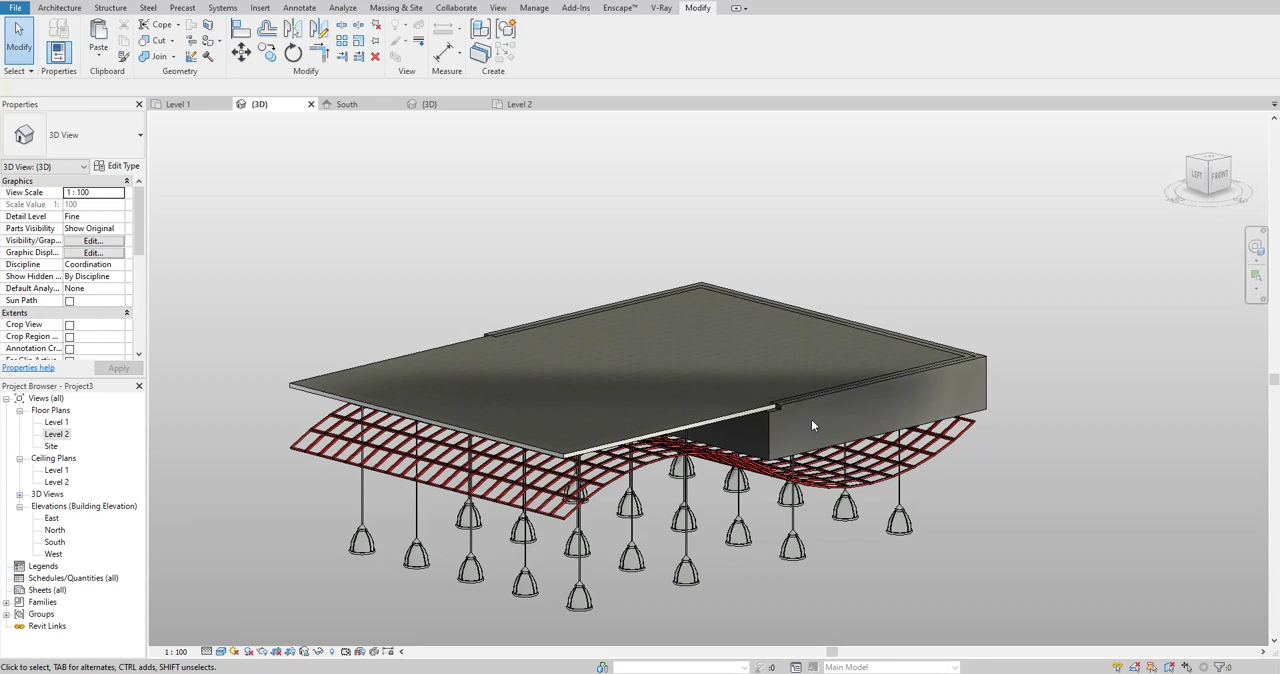 File Architecture Structure Steel Precast Systems Insert Annotate Analyze Massing & Site Collaborate View Manage Add-Ins Enscape™ V-Ray Modify
Cope
Cut
Join
Modify
Paste
Select Properties Clipboard Geometry Modify View Measure Create
Properties
Level 1 (3D) South (3D) Level 2
3D View
3D View: (3D) Edit Type
Graphics
View Scale 1 : 100
Scale Value 1: 100
Detail Level Fine
Parts Visibility Show Original
Visibility/Grap... Edit...
Graphic Displ... Edit...
Discipline Coordination
Show Hidden ... By Discipline
Default Analy... None
Sun Path
Extents
Crop View
Crop Region ...
Annotation Cr...
Properties help Apply
Project Browser - Project3
Views (all)
Floor Plans
Level 1
Level 2
Site
Ceiling Plans
Level 1
Level 2
3D Views
Elevations (Building Elevation)
East
North
South
West
Legends
Schedules/Quantities (all)
Sheets (all)
Families
Groups
Revit Links
LEFT FRONT
1 : 100
Click to select, TAB for alternates, CTRL adds, SHIFT unselects.
:0 Main Model :0